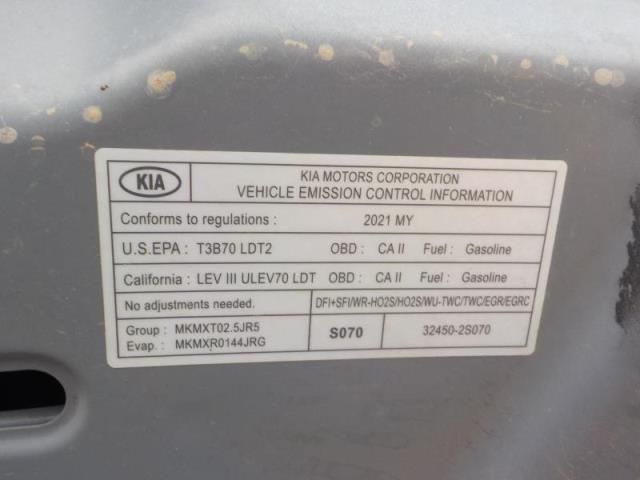 KIA
KIA MOTORS CORPORATION
VEHICLE EMISSION CONTROL INFORMATION
Conforms to regulations : 2021 MY
U.S.EPA : T3B70 LDT2 OBD : CA II Fuel : Gasoline
California : LEV III ULEV70 LDT OBD : CA II Fuel : Gasoline
No adjustments needed. DFI+SFI/WR-HO2S/HO2S/WU-TWC/TWC/EGR/EGRC
Group : MKMXT02.5JR5
Evap. : MKMXR0144JRG
S070 32450-2S070